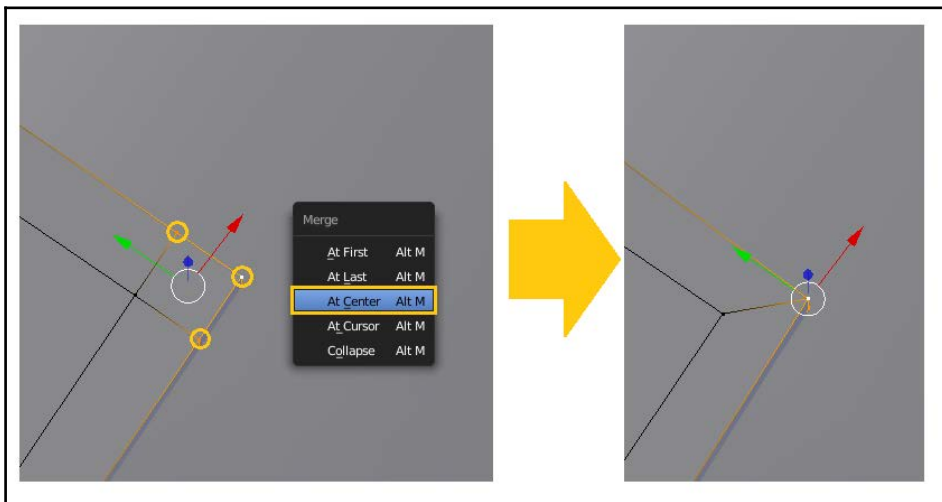 Merge
At First Alt M
At Last Alt M
At Center Alt M
At Cursor Alt M
Collapse Alt M